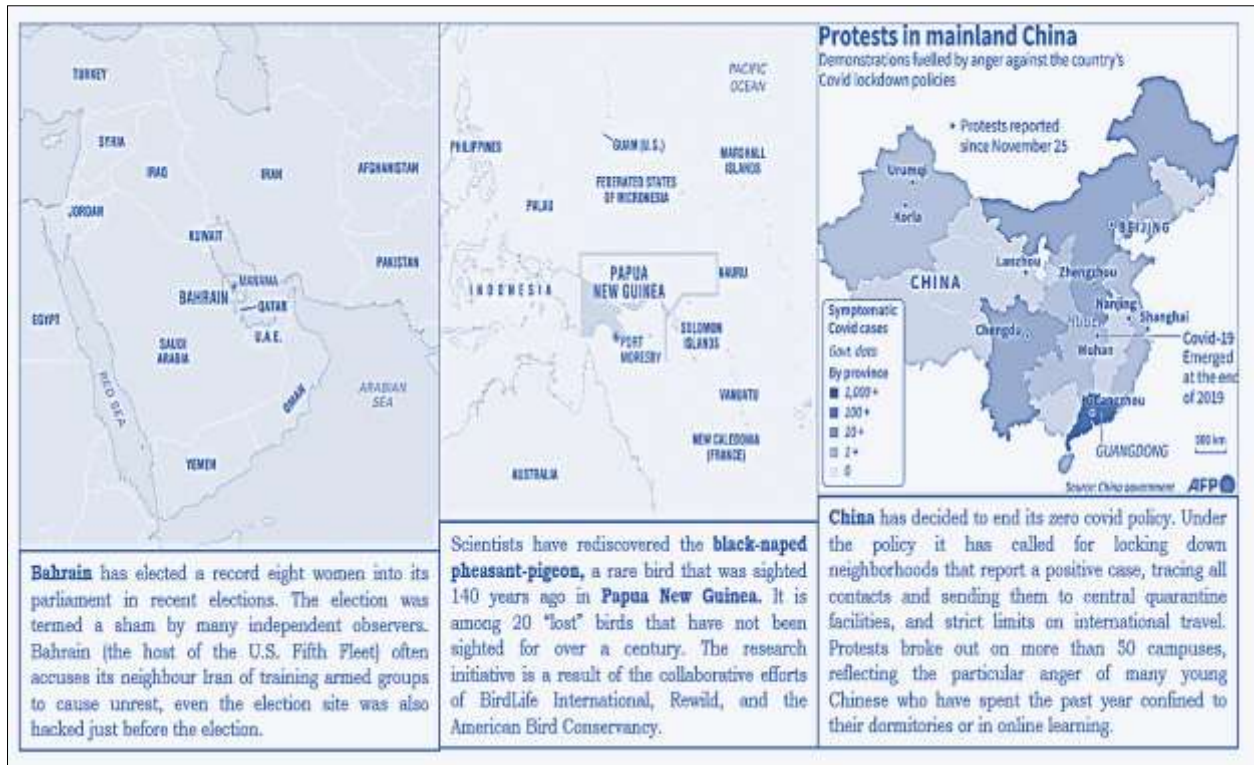 TURKEY
SYRIA
IRAQ
IRAN
AFGHANISTAN
JORDAN
KUWAIT
PAKISTAN
MANAMA
BAHRAIN
QATAR
EGYPT
U.A.E.
SAUDI
ARABIA
RED SEA
OMAN
ARABIAN
SEA
YEMEN
Bahrain has elected a record eight women into its
parliament in recent elections. The election was
termed a sham by many independent observers.
Bahrain (the host of the U.S. Fifth Fleet) often
accuses its neighbour Iran of training armed groups
to cause unrest, even the election site was also
hacked just before the election.
PACIFIC
OCEAN
PHILIPPINES
GUAM (U.S.)
MARSHALL
ISLANDS
FEDERATED STATES
OF MICRONESIA
PALAU
PAPUA
NEW GUINEA
NAURU
INDONESIA
SOLOMON
ISLANDS
PORT
MORESBY
VANUATU
NEW CALEDONIA
(FRANCE)
AUSTRALIA
Scientists have rediscovered the black-naped
pheasant-pigeon, a rare bird that was sighted
140 years ago in Papua New Guinea. It is
among 20 "lost" birds that have not been
sighted for over a century. The research
initiative is a result of the collaborative efforts
of BirdLife International, Rewild, and the
American Bird Conservancy.
Protests in mainland China
Demonstrations fuelled by anger against the country's
Covid lockdown policies
• Protests reported
since November 25
Urumqi
Korla
BEIJING
Lanzhou
Zhengzhou
CHINA
Nanjing
Shanghai
HUBEI
Chengdu
Wuhan
Covid-19
Emerged
at the end
of 2019
Guangzhou
GUANGDONG
Symptomatic
Covid cases
Govt. data
By province
1,000+
100+
20+
1+
0
500 km
Source: China government
AFP
China has decided to end its zero covid policy. Under
the policy it has called for locking down
neighborhoods that report a positive case, tracing all
contacts and sending them to central quarantine
facilities, and strict limits on international travel.
Protests broke out on more than 50 campuses,
reflecting the particular anger of many young
Chinese who have spent the past year confined to
their dormitories or in online learning.